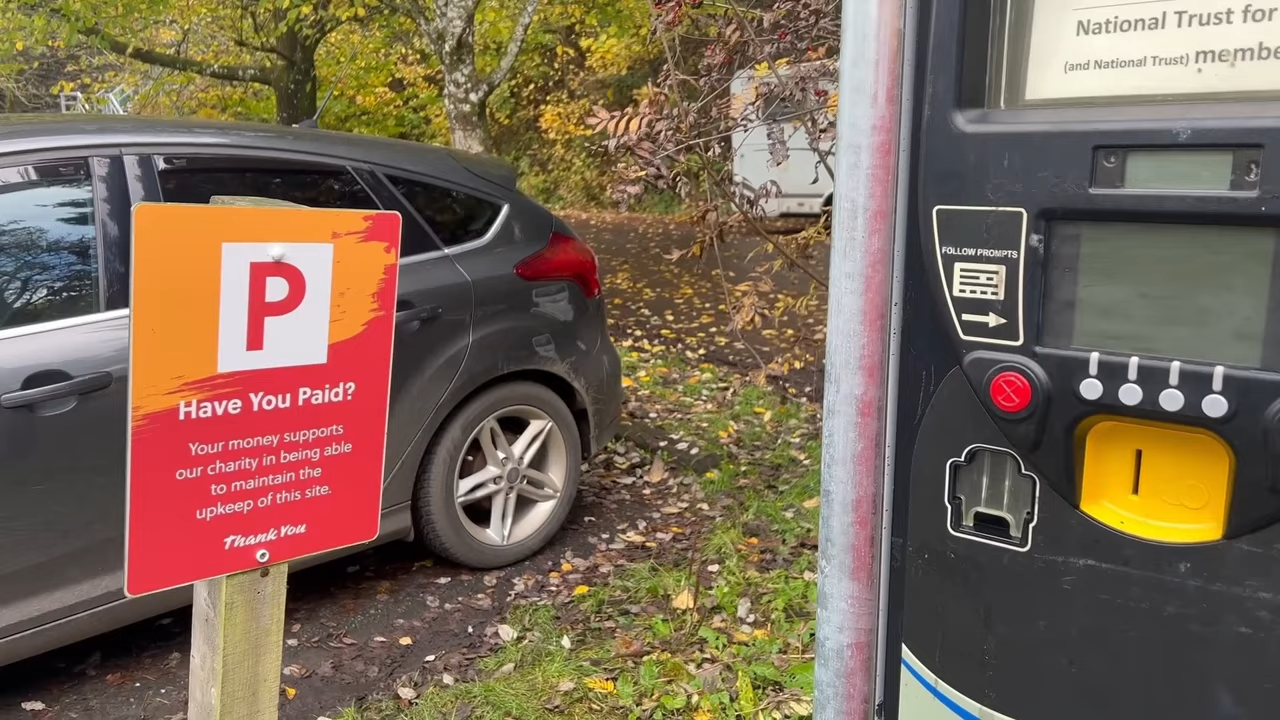 P
Have You Paid?
Your money supports
our charity in being able
to maintain the
upkeep of this site.
Thank You
National Trust for
(and National Trust) membe
FOLLOW PROMPTS